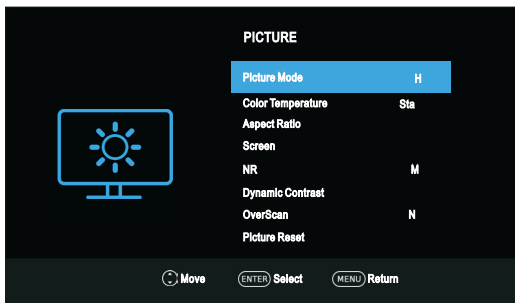 PICTURE
Picture Mode H
Color Temperature Sta
Aspect Ratio
Screen
NR M
Dynamic Contrast
OverScan N
Picture Reset
Move ENTER Select MENU Return